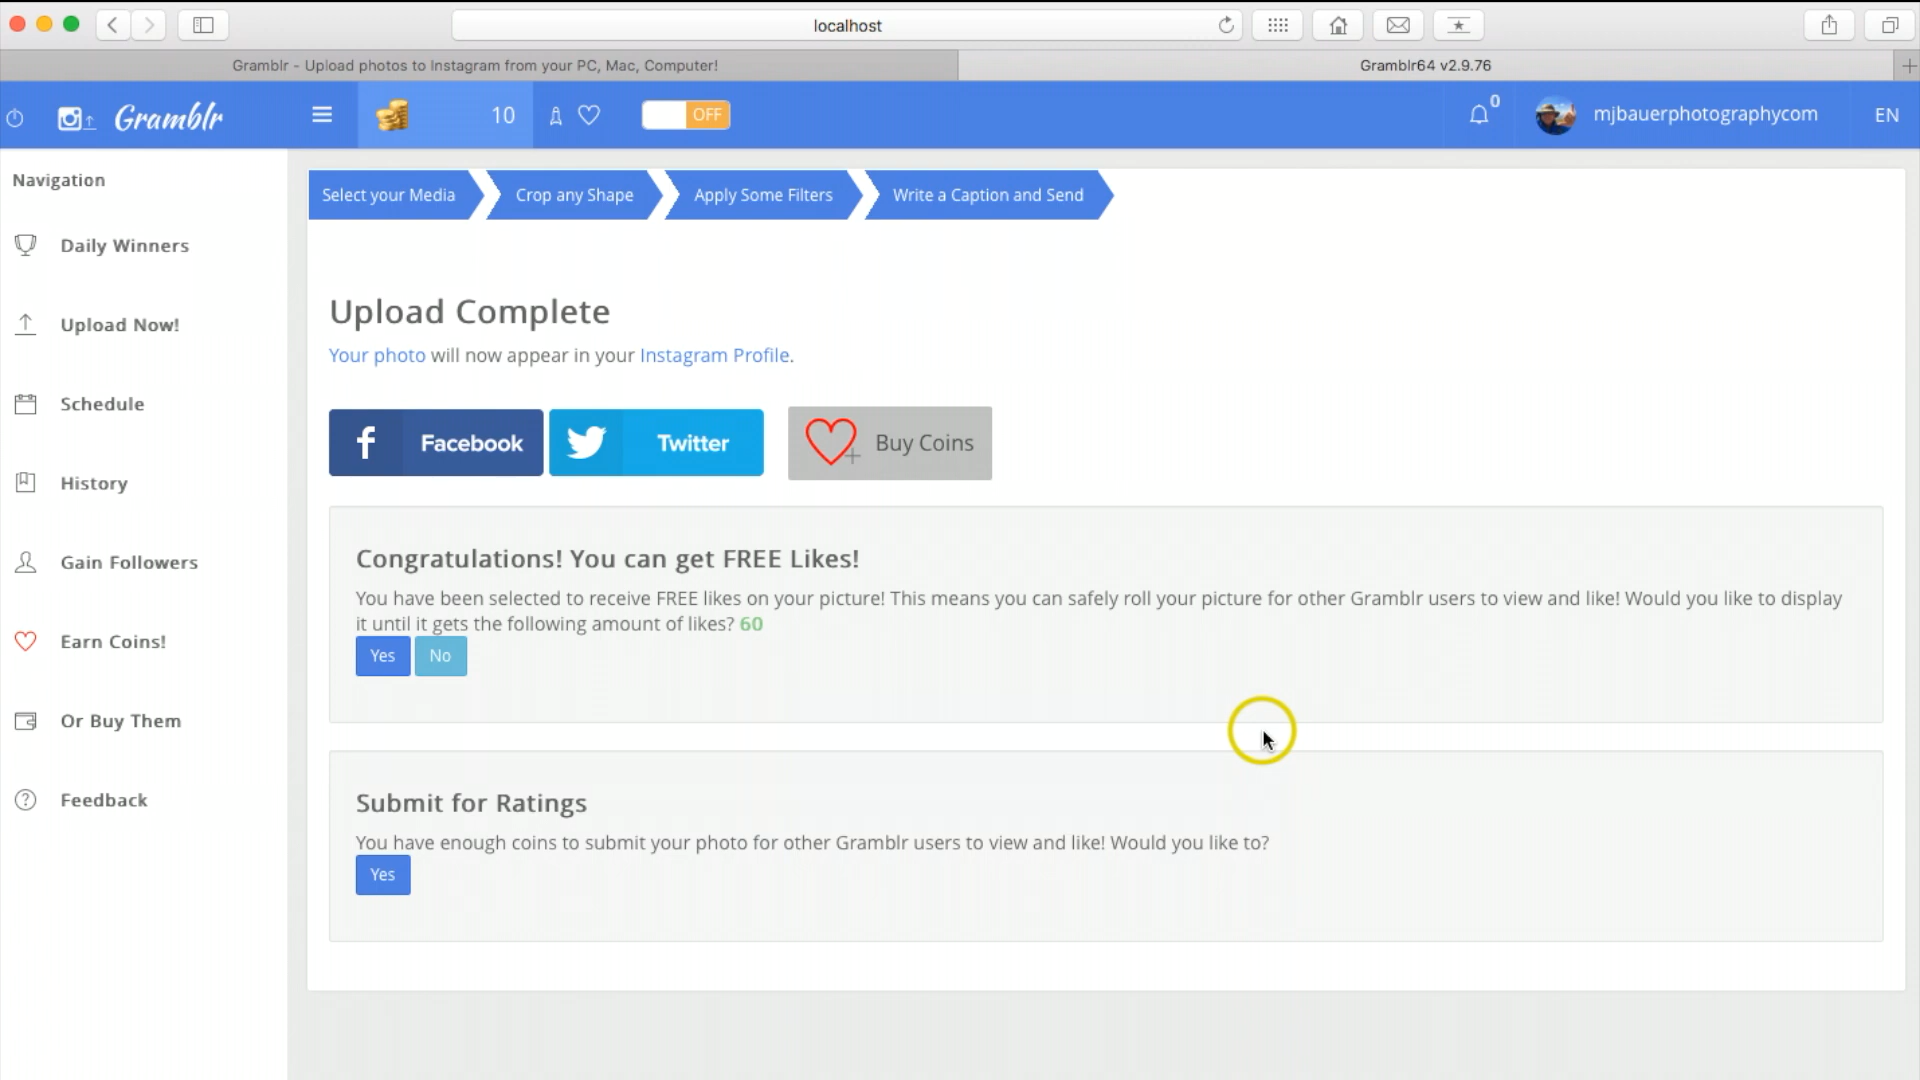 localhost
Gramblr - Upload photos to Instagram from your PC, Mac, Computer!
Gramblr64 v2.9.76
Gramblr
10
OFF
0
mjbauerphotographycom
EN
Navigation
Daily Winners
Upload Now!
Schedule
History
Gain Followers
Earn Coins!
Or Buy Them
Feedback
Select your Media
Crop any Shape
Apply Some Filters
Write a Caption and Send
Upload Complete
Your photo will now appear in your Instagram Profile.
Facebook
Twitter
Buy Coins
Congratulations! You can get FREE Likes!
You have been selected to receive FREE likes on your picture! This means you can safely roll your picture for other Gramblr users to view and like! Would you like to display
it until it gets the following amount of likes? 60
Yes
No
Submit for Ratings
You have enough coins to submit your photo for other Gramblr users to view and like! Would you like to?
Yes